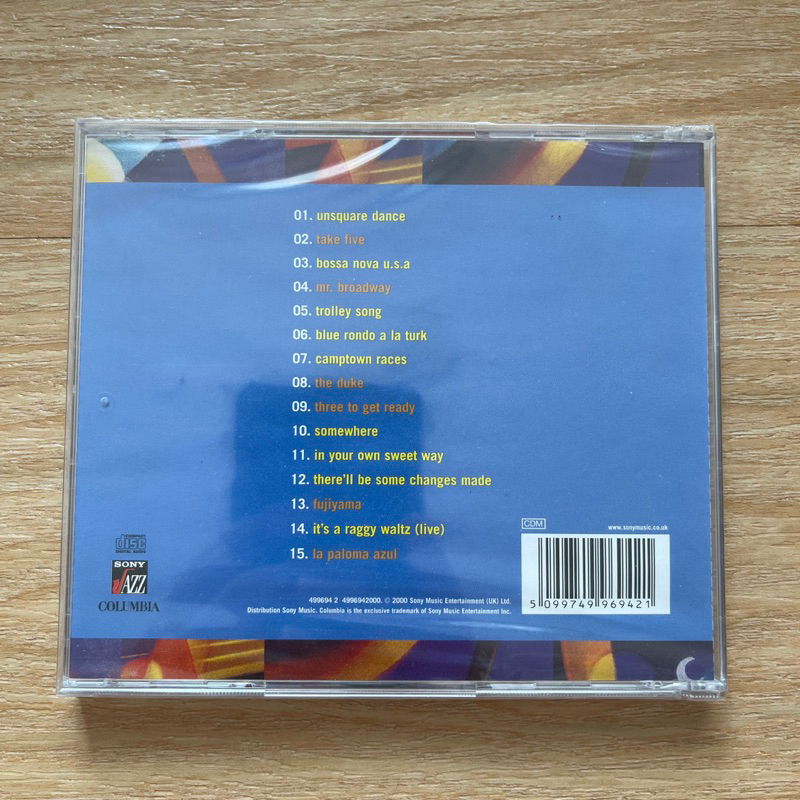 01. unsquare dance
02. take five
03. bossa nova u.s.a
04. mr. broadway
05. trolley song
06. blue rondo a la turk
07. camptown races
08. the duke
09. three to get ready
10. somewhere
11. in your own sweet way
12. there'll be some changes made
13. fujiyama
14. it's a raggy waltz (live)
15. la paloma azul
CDM
www.sonymusic.co.uk
COMPACT
disc
DIGITAL AUDIO
SONY
JAZZ
COLUMBIA
499694 2 4996942000. © 2000 Sony Music Entertainment (UK) Ltd.
Distribution Sony Music. Columbia is the exclusive trademark of Sony Music Entertainment Inc.
5 099749 969421